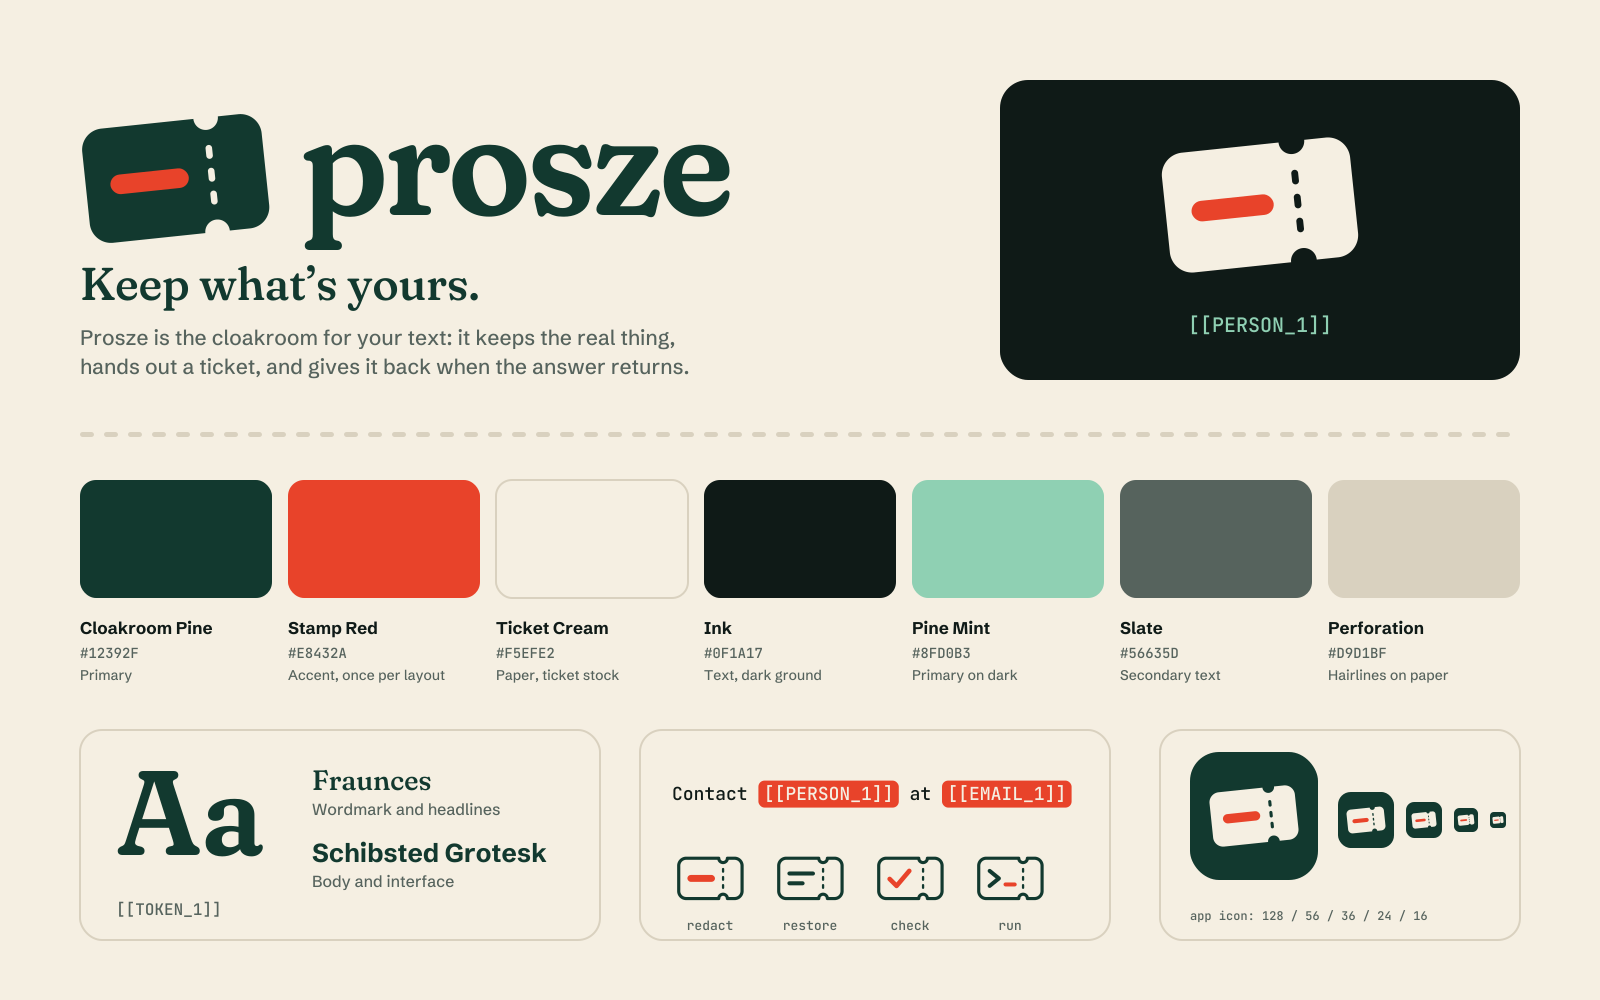 prosze
Keep what’s yours.
Prosze is the cloakroom for your text: it keeps the real thing,
hands out a ticket, and gives it back when the answer returns.
[[PERSON_1]]
Cloakroom Pine
#12392F
Primary
Stamp Red
#E8432A
Accent, once per layout
Ticket Cream
#F5EFE2
Paper, ticket stock
Ink
#0F1A17
Text, dark ground
Pine Mint
#8FD0B3
Primary on dark
Slate
#56635D
Secondary text
Perforation
#D9D1BF
Hairlines on paper
Aa
Fraunces
Wordmark and headlines
Schibsted Grotesk
Body and interface
[[TOKEN_1]]
Contact [[PERSON_1]] at [[EMAIL_1]]
redact restore check run
app icon: 128 / 56 / 36 / 24 / 16